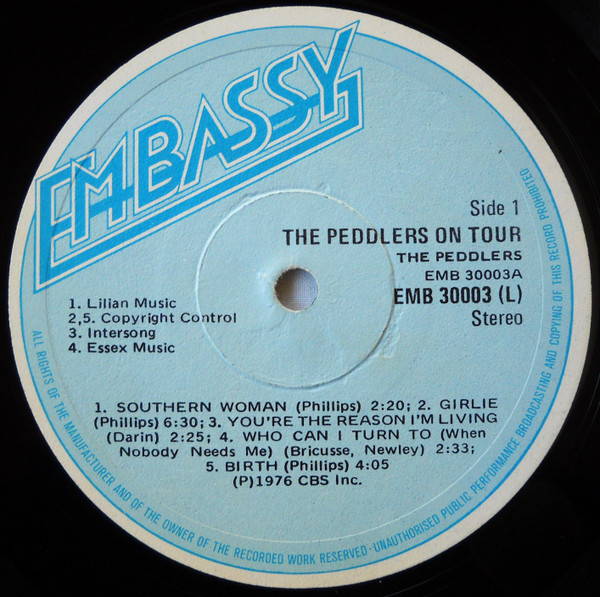 EMBASSY
Side 1
THE PEDDLERS ON TOUR
THE PEDDLERS
EMB 30003A
EMB 30003 (L)
Stereo
1. Lilian Music
2,5. Copyright Control
3. Intersong
4. Essex Music
1. SOUTHERN WOMAN (Phillips) 2:20; 2. GIRLIE
(Phillips) 6:30; 3. YOU'RE THE REASON I'M LIVING
(Darin) 2:25; 4. WHO CAN I TURN TO (When
Nobody Needs Me) (Bricusse, Newley) 2:33;
5. BIRTH (Phillips) 4:05
(P)1976 CBS Inc.
ALL RIGHTS OF THE MANUFACTURER AND OF THE OWNER OF THE RECORDED WORK RESERVED · UNAUTHORISED PUBLIC PERFORMANCE BROADCASTING AND COPYING OF THIS RECORD PROHIBITED